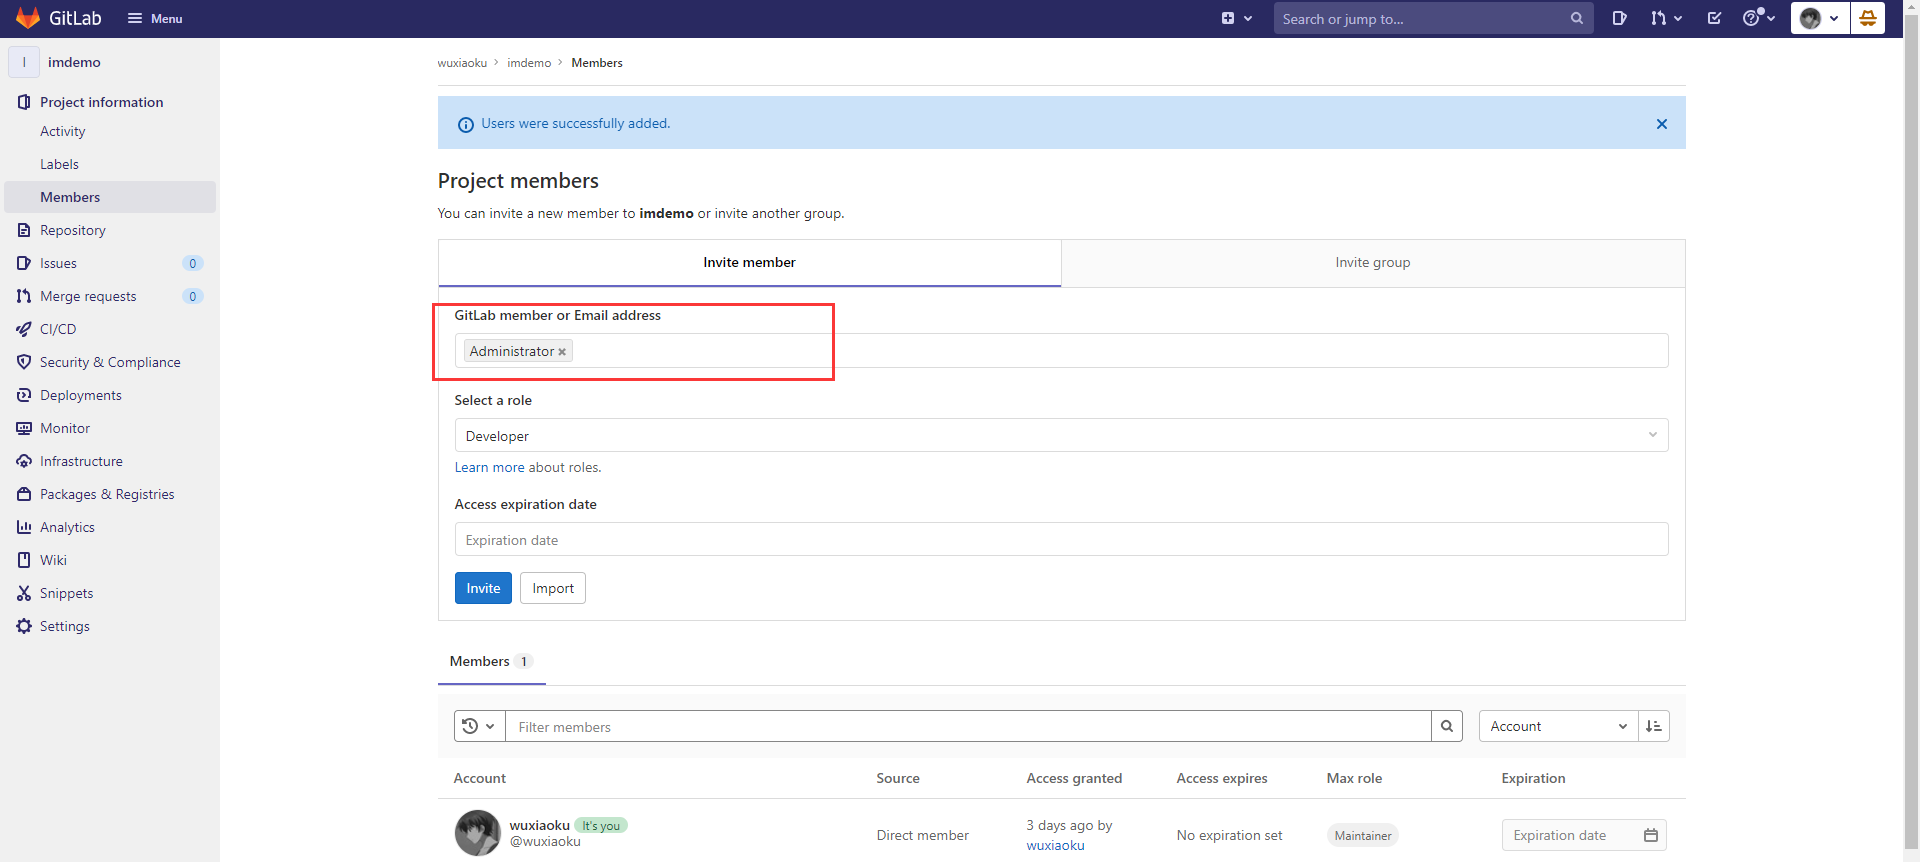 GitLab Menu Search or jump to...
I imdemo
Project information
Activity
Labels
Members
Repository
Issues 0
Merge requests 0
CI/CD
Security & Compliance
Deployments
Monitor
Infrastructure
Packages & Registries
Analytics
Wiki
Snippets
Settings
wuxiaoku › imdemo › Members
Users were successfully added.
Project members
You can invite a new member to imdemo or invite another group.
Invite member Invite group
GitLab member or Email address
Administrator ×
Select a role
Developer
Learn more about roles.
Access expiration date
Expiration date
Invite Import
Members 1
Filter members Account
Account Source Access granted Access expires Max role Expiration
wuxiaoku It's you
@wuxiaoku
Direct member
3 days ago by
wuxiaoku
No expiration set
Maintainer
Expiration date